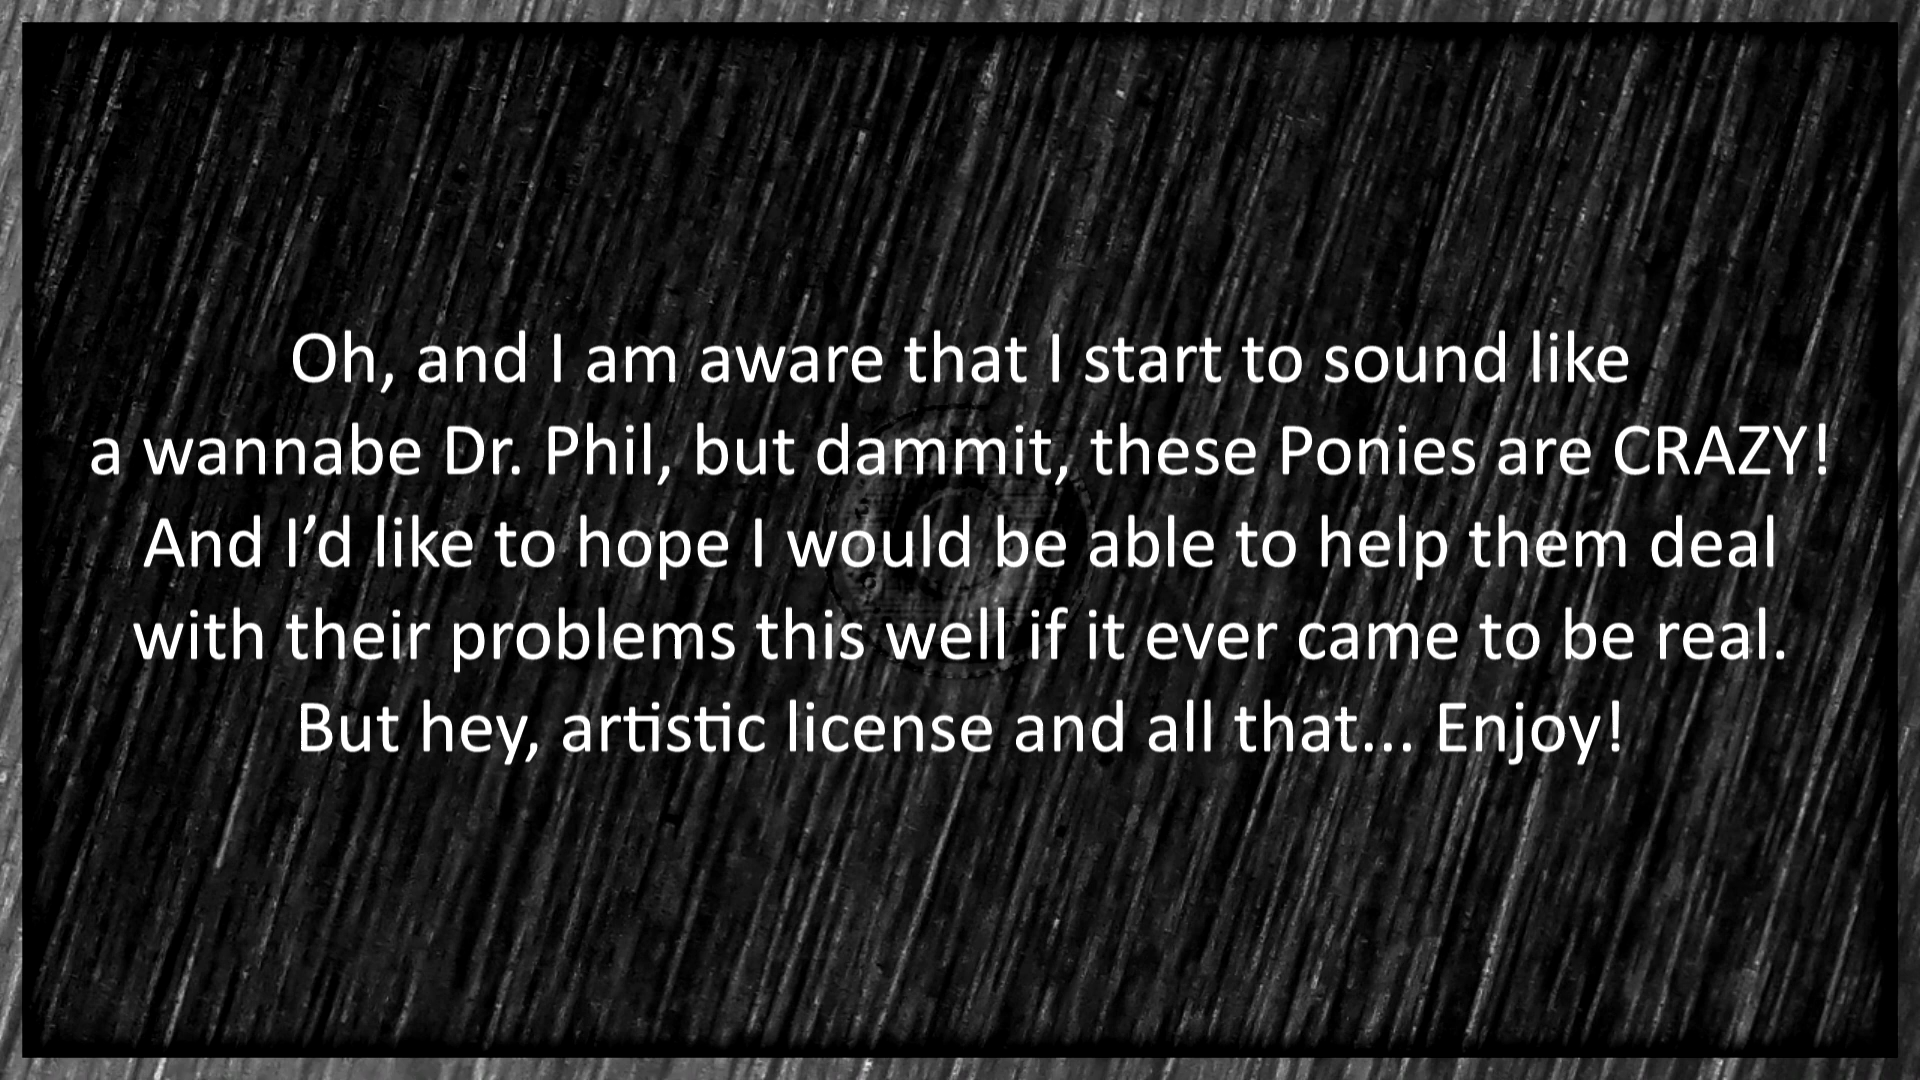 Oh, and I am aware that I start to sound like
a wannabe Dr. Phil, but dammit, these Ponies are CRAZY!
And I’d like to hope I would be able to help them deal
with their problems this well if it ever came to be real.
But hey, artistic license and all that... Enjoy!